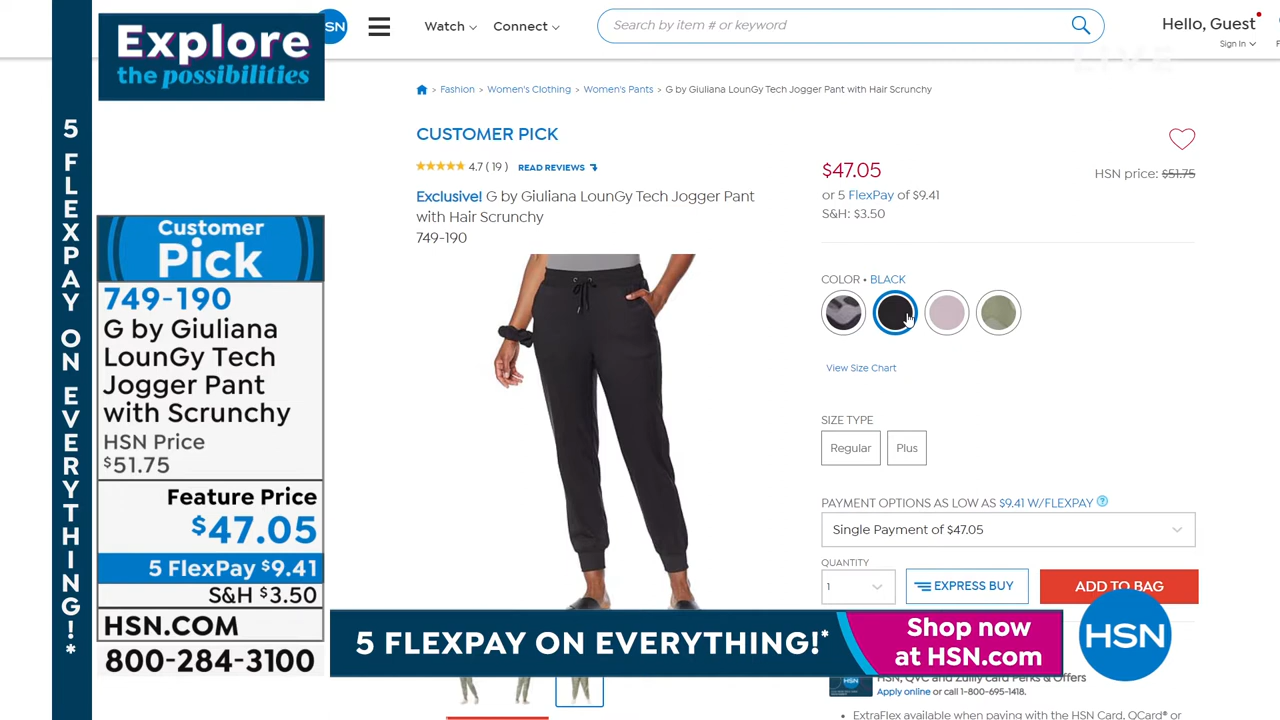 Explore
the possibilities
5 FLEXPAY ON EVERYTHING!*
Customer
Pick
749-190
G by Giuliana
LounGy Tech
Jogger Pant
with Scrunchy
HSN Price
$51.75
Feature Price
$47.05
5 FlexPay $9.41
S&H $3.50
HSN.COM
800-284-3100
SN
Watch
Connect
Search by item # or keyword
Hello, Guest
Sign In
LIVE
> Fashion > Women's Clothing > Women's Pants > G by Giuliana LounGy Tech Jogger Pant with Hair Scrunchy
CUSTOMER PICK
4.7 ( 19 ) READ REVIEWS
Exclusive! G by Giuliana LounGy Tech Jogger Pant
with Hair Scrunchy
749-190
$47.05
HSN price: $51.75
or 5 FlexPay of $9.41
S&H: $3.50
COLOR • BLACK
View Size Chart
SIZE TYPE
Regular
Plus
PAYMENT OPTIONS AS LOW AS $9.41 W/FLEXPAY ?
Single Payment of $47.05
QUANTITY
1
EXPRESS BUY
ADD TO BAG
5 FLEXPAY ON EVERYTHING!*
Shop now
at HSN.com
HSN
HSN
HSN, QVC and Zulily Card Perks & Offers
Apply online or call 1-800-695-1418.
• ExtraFlex available when paying with the HSN Card, QCard® or